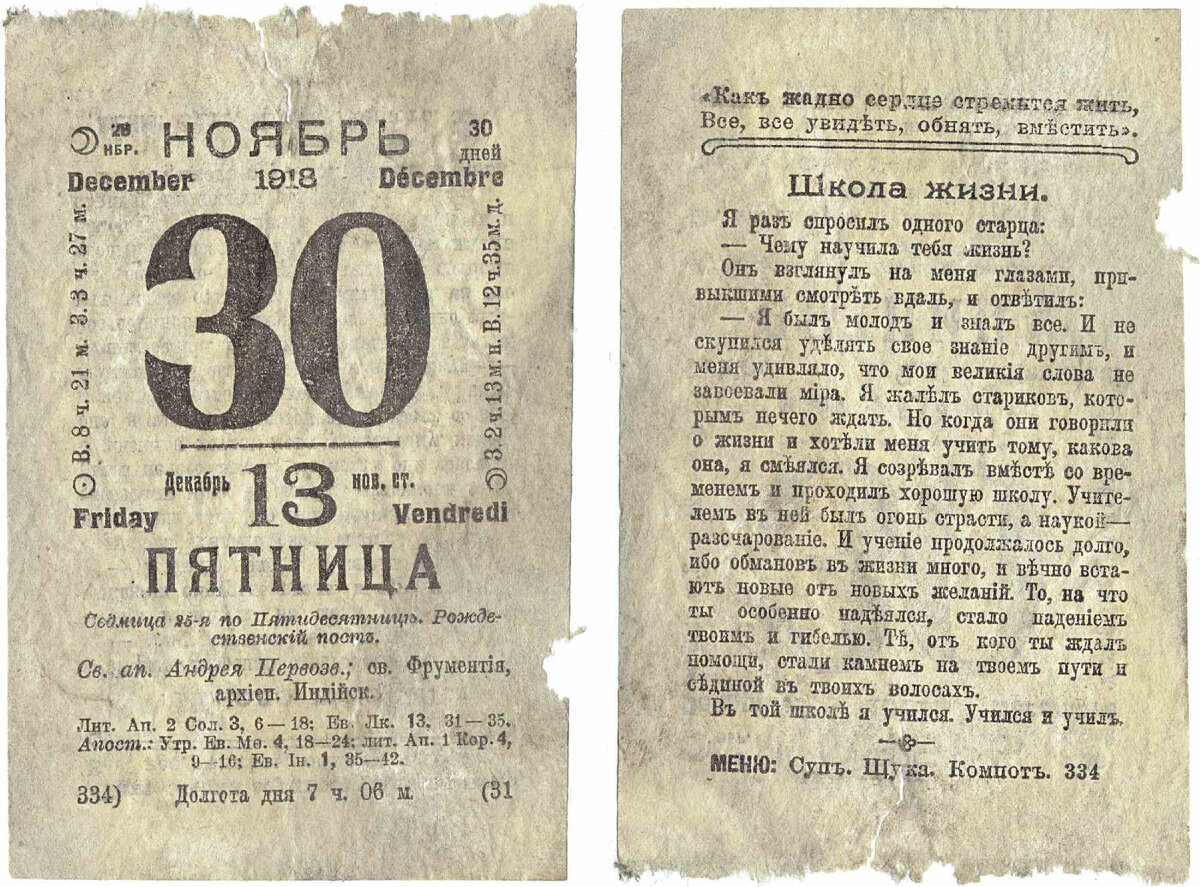 НОЯБРЬ
НБР.
30
дней
December 1918 Décembre
30
В. 8 ч. 21 м. З. 3 ч. 27 м.
З. 2 ч. 13 м н. В. 12 ч. 35 м. д.
Декабрь 13 нов. ст.
Friday Vendredi
ПЯТНИЦА
Седмица 25-я по Пятидесятницѣ. Рожде-
ственскій постъ.
Св. ап. Андрея Первозв.; св. Фрументія,
архіеп. Индійск.
Лит. Ап. 2 Сол. 3, 6—18; Ев. Лк. 13. 31—35.
Апост.: Утр. Ев. Мѳ. 4, 18—24; лит. Ап. 1 Кор. 4,
9—16; Ев. Ін. 1, 35—42.
334) Долгота дня 7 ч. 06 м. (31
«Какъ жадно сердце стремится жить,
Все, все увидѣть, обнять, вмѣстить».
Школа жизни.
Я разъ спросилъ одного старца:
— Чему научила тебя жизнь?
Онъ взглянулъ на меня глазами, при-
выкшими смотрѣть вдаль, и отвѣтилъ:
— Я былъ молодъ и зналъ все. И не
скупился удѣлять свое знаніе другимъ, и
меня удивляло, что мои великія слова не
завоевали міра. Я жалѣлъ стариковъ, кото-
рымъ нечего ждать. Но когда они говорили
о жизни и хотѣли меня учить тому, какова
она, я смѣялся. Я созрѣвалъ вмѣстѣ со вре-
менемъ и проходилъ хорошую школу. Учите-
лемъ въ ней былъ огонь страсти, а наукой—
разсчарованіе. И ученіе продолжалось долго,
ибо обмановъ въ жизни много, и вѣчно вста-
ютъ новые отъ новыхъ желаній. То, на что
ты особенно надѣялся, стало паденіемъ
твоимъ и гибелью. Тѣ, отъ кого ты ждалъ
помощи, стали камнемъ на твоемъ пути и
сѣдиной въ твоихъ волосахъ.
Въ той школѣ я учился. Учился и училъ.
МЕНЮ: Супъ. Щука. Компотъ. 334